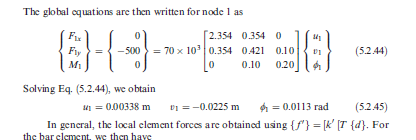 The global equations are then written for node 1 as
{ F1x F1y M1 } = { 0 −500 0 } = 70 × 10³ [ 2.354 0.354 0 0.354 0.421 0.10 0 0.10 0.20 ] { u1 v1 ϕ1 } (5.2.44)
Solving Eq. (5.2.44), we obtain
u1 = 0.00338 m v1 = −0.0225 m ϕ1 = 0.0113 rad (5.2.45)
In general, the local element forces are obtained using {f′} = [k′ [T {d}. For
the bar element, we then have